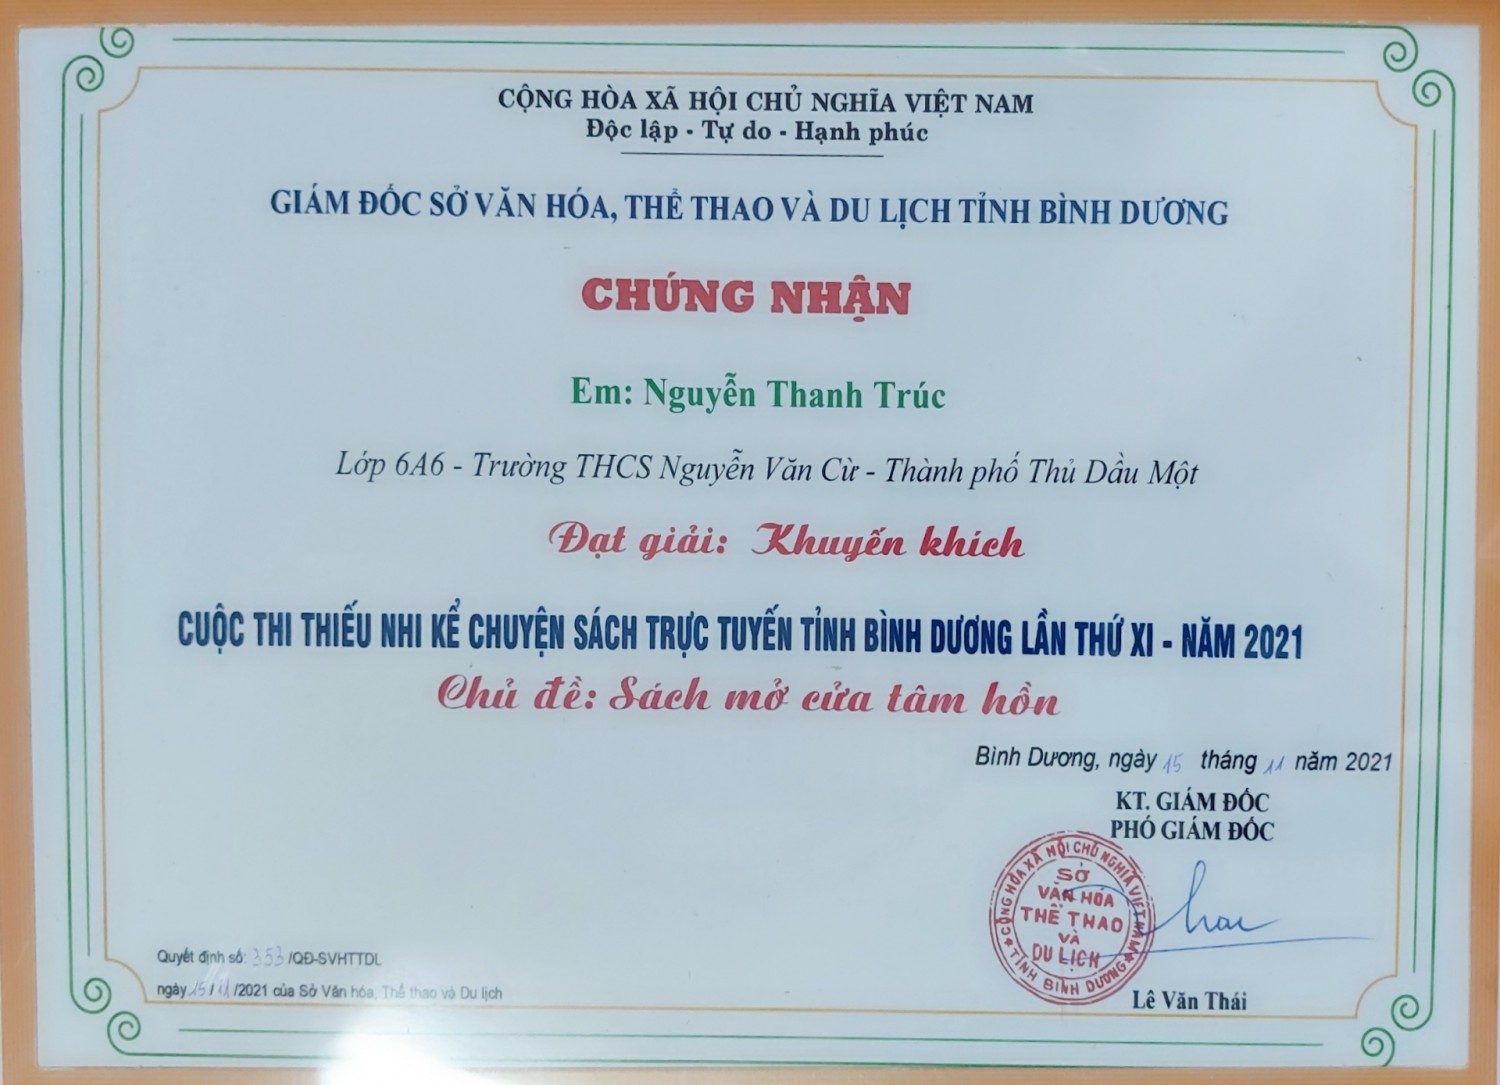 CỘNG HÒA XÃ HỘI CHỦ NGHĨA VIỆT NAM
Độc lập - Tự do - Hạnh phúc
GIÁM ĐỐC SỞ VĂN HÓA, THỂ THAO VÀ DU LỊCH TỈNH BÌNH DƯƠNG
CHỨNG NHẬN
Em: Nguyễn Thanh Trúc
Lớp 6A6 - Trường THCS Nguyễn Văn Cừ - Thành phố Thủ Dầu Một
Đạt giải: Khuyến khích
CUỘC THI THIẾU NHI KỂ CHUYỆN SÁCH TRỰC TUYẾN TỈNH BÌNH DƯƠNG LẦN THỨ XI - NĂM 2021
Chủ đề: Sách mở cửa tâm hồn
Bình Dương, ngày 15 tháng 11 năm 2021
KT. GIÁM ĐỐC
PHÓ GIÁM ĐỐC
CỘNG HÒA XÃ HỘI CHỦ NGHĨA VIỆT NAM
SỞ
VĂN HÓA
THỂ THAO
VÀ
DU LỊCH
TỈNH BÌNH DƯƠNG
Lê Văn Thái
Quyết định số: 353 /QĐ-SVHTTDL
ngày 15/11 /2021 của Sở Văn hóa, Thể thao và Du lịch